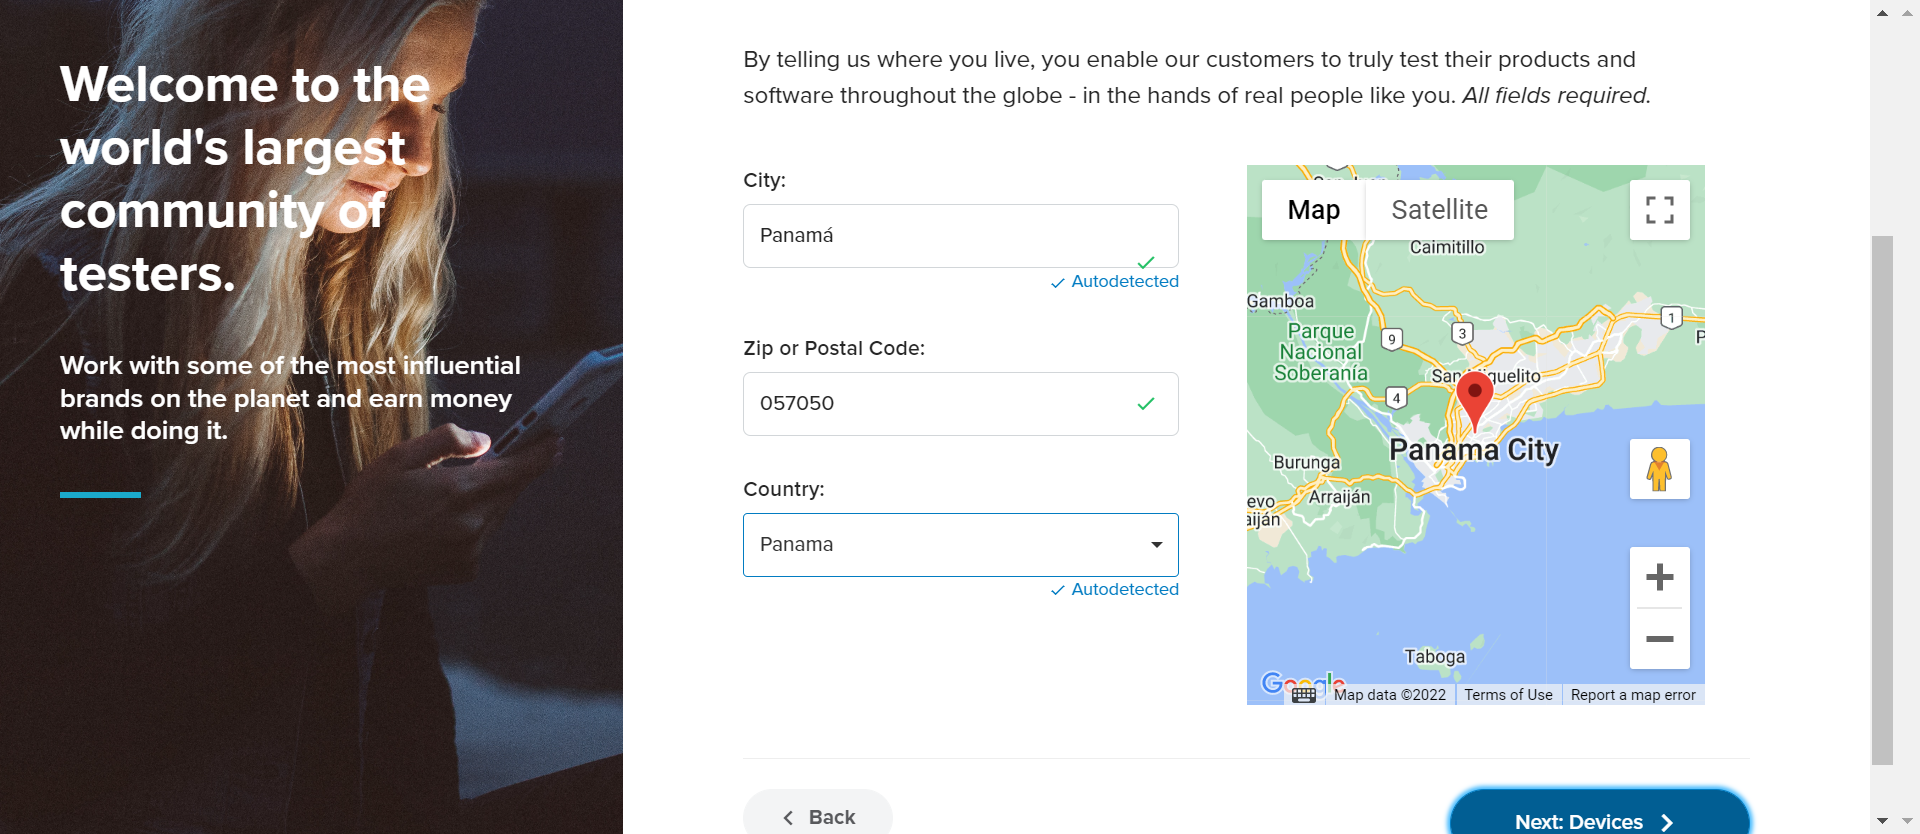 Welcome to the
world's largest
community of
testers.
Work with some of the most influential
brands on the planet and earn money
while doing it.
By telling us where you live, you enable our customers to truly test their products and
software throughout the globe - in the hands of real people like you. All fields required.
City:
Panamá
Autodetected
Zip or Postal Code:
057050
Country:
Panama
Autodetected
Map
Satellite
Caimitillo
Gamboa
1
Parque
Nacional
Soberanía
9
3
4
Panama City
Burunga
Arraiján
evo
aiján
Taboga
Google
Map data ©2022
Terms of Use
Report a map error
Back
Next: Devices